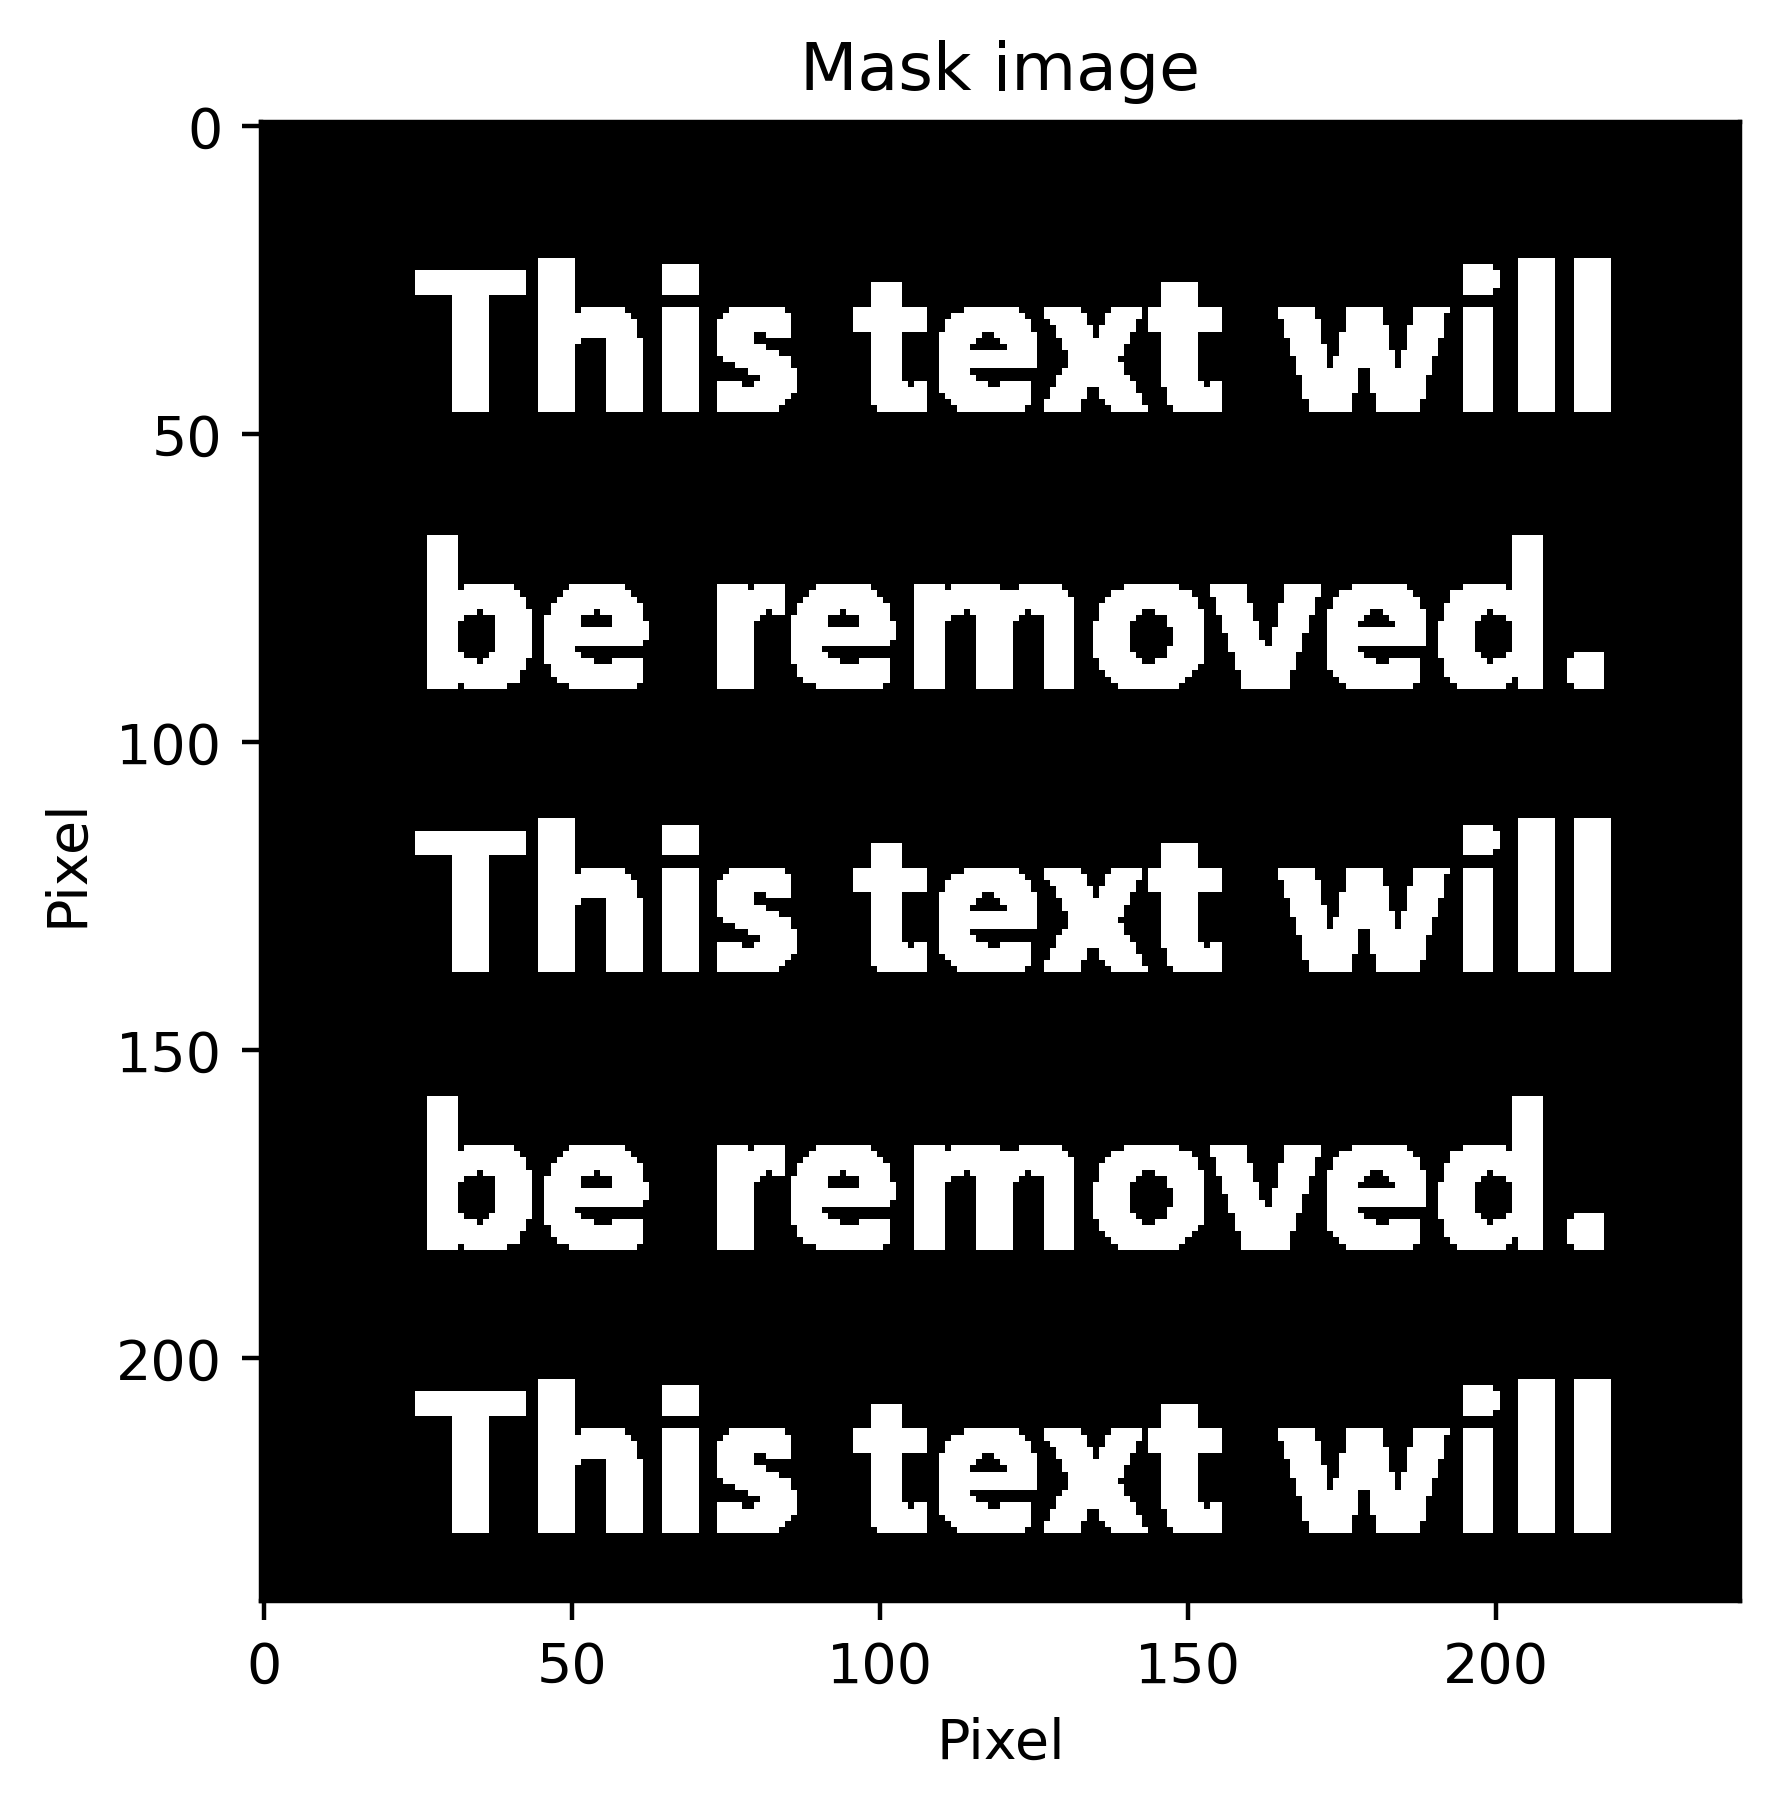 Mask image
0
This text will
50
be removed.
100
This text will
Pixel
150
be removed.
200
This text will
0 50 100 150 200
Pixel